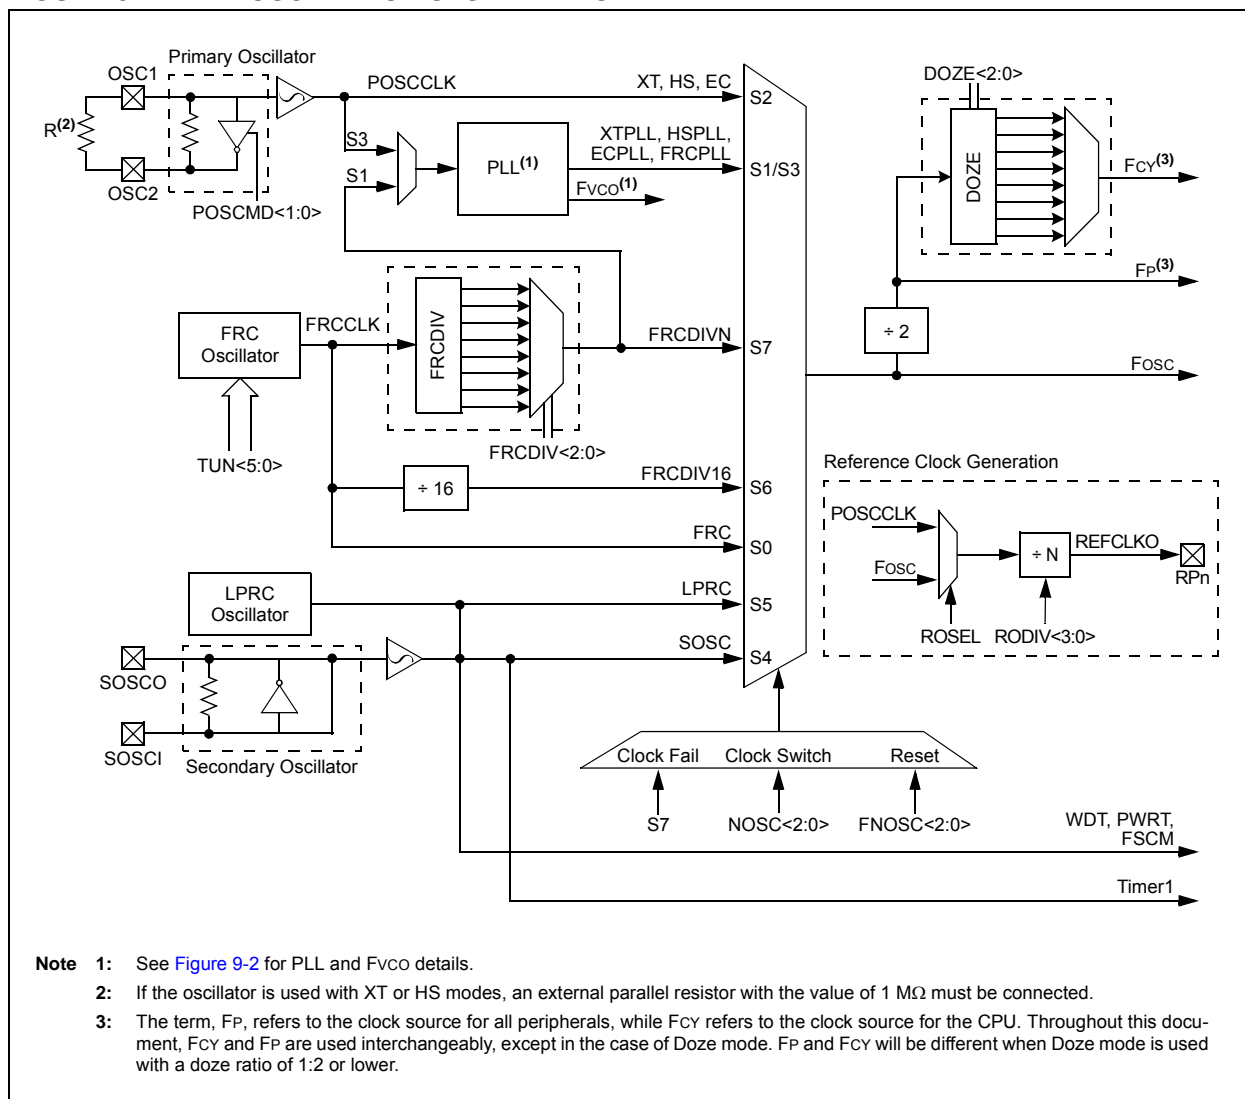 Primary Oscillator
OSC1
POSCCLK
XT, HS, EC
S2
DOZE<2:0>
R(2)
S3
PLL(1)
XTPLL, HSPLL,
ECPLL, FRCPLL
S1/S3
DOZE
FCY(3)
OSC2
S1
FVCO(1)
POSCMD<1:0>
FP(3)
FRC
Oscillator
FRCCLK
FRCDIV
FRCDIVN
S7
÷ 2
FOSC
TUN<5:0>
FRCDIV<2:0>
÷ 16
FRCDIV16
S6
Reference Clock Generation
POSCCLK
FRC
S0
÷ N
REFCLKO
RPn
FOSC
LPRC
Oscillator
LPRC
S5
ROSEL
RODIV<3:0>
SOSCO
SOSC
S4
SOSCI
Secondary Oscillator
Clock Fail
Clock Switch
Reset
S7
NOSC<2:0>
FNOSC<2:0>
WDT, PWRT,
FSCM
Timer1
Note 1: See Figure 9-2 for PLL and FVCO details.
2: If the oscillator is used with XT or HS modes, an external parallel resistor with the value of 1 MΩ must be connected.
3: The term, FP, refers to the clock source for all peripherals, while FCY refers to the clock source for the CPU. Throughout this docu-
ment, FCY and FP are used interchangeably, except in the case of Doze mode. FP and FCY will be different when Doze mode is used
with a doze ratio of 1:2 or lower.